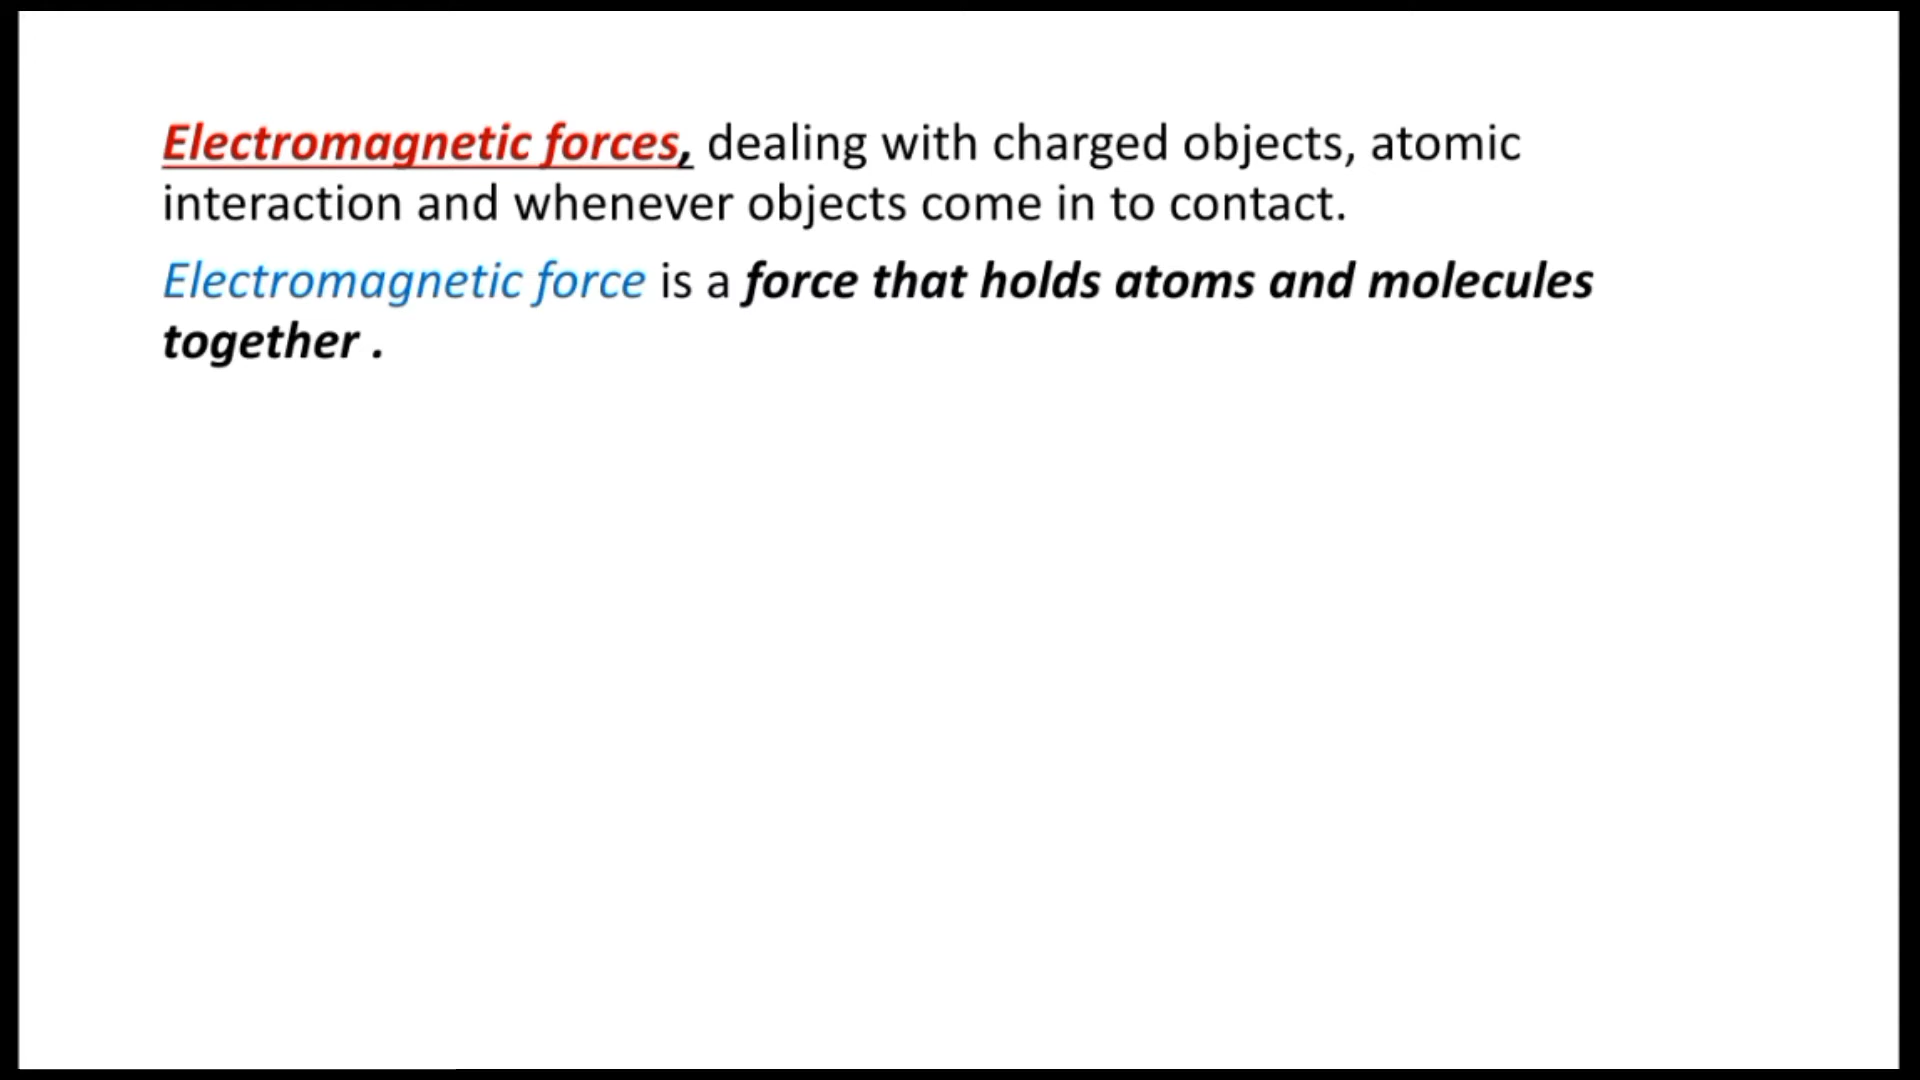 Electromagnetic forces, dealing with charged objects, atomic
interaction and whenever objects come in to contact.
Electromagnetic force is a force that holds atoms and molecules
together .